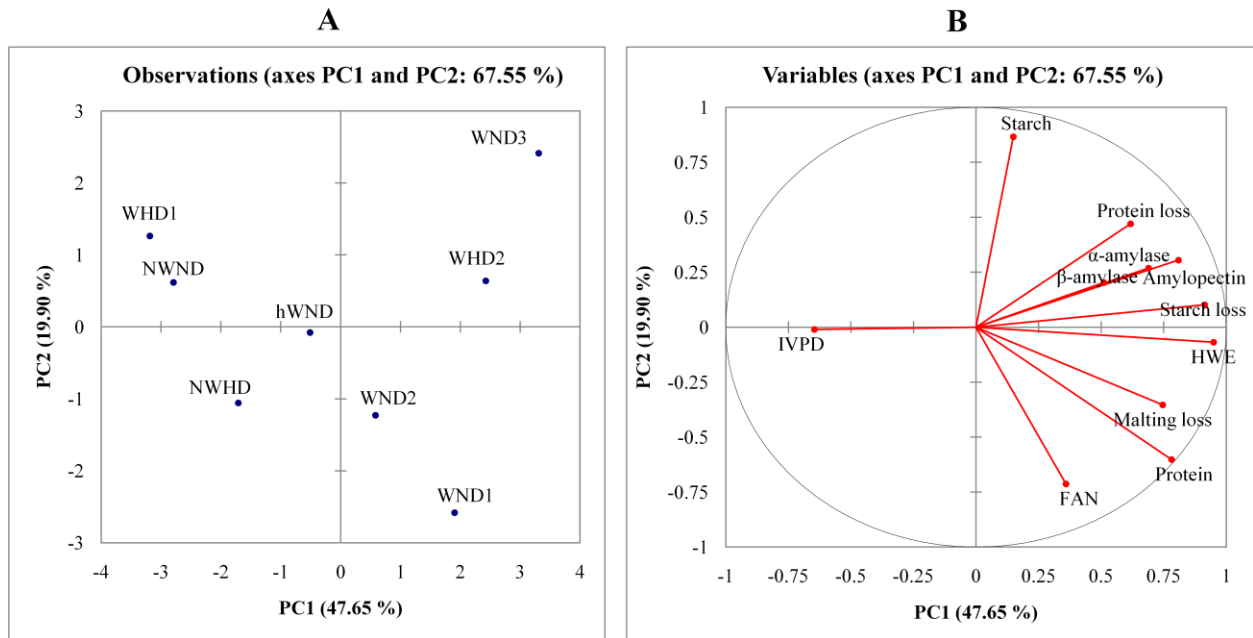 A
Observations (axes PC1 and PC2: 67.55 %)
3
2
1
0
-1
-2
-3
-4
-3
-2
-1
0
1
2
3
4
PC2 (19.90 %)
PC1 (47.65 %)
WND3
WHD1
WHD2
NWND
hWND
NWHD
WND2
WND1
B
Variables (axes PC1 and PC2: 67.55 %)
1
0.75
0.5
0.25
0
-0.25
-0.5
-0.75
-1
-1
-0.75
-0.5
-0.25
0
0.25
0.5
0.75
1
PC2 (19.90 %)
PC1 (47.65 %)
Starch
Protein loss
α-amylase
β-amylase
Amylopectin
Starch loss
IVPD
HWE
Malting loss
Protein
FAN